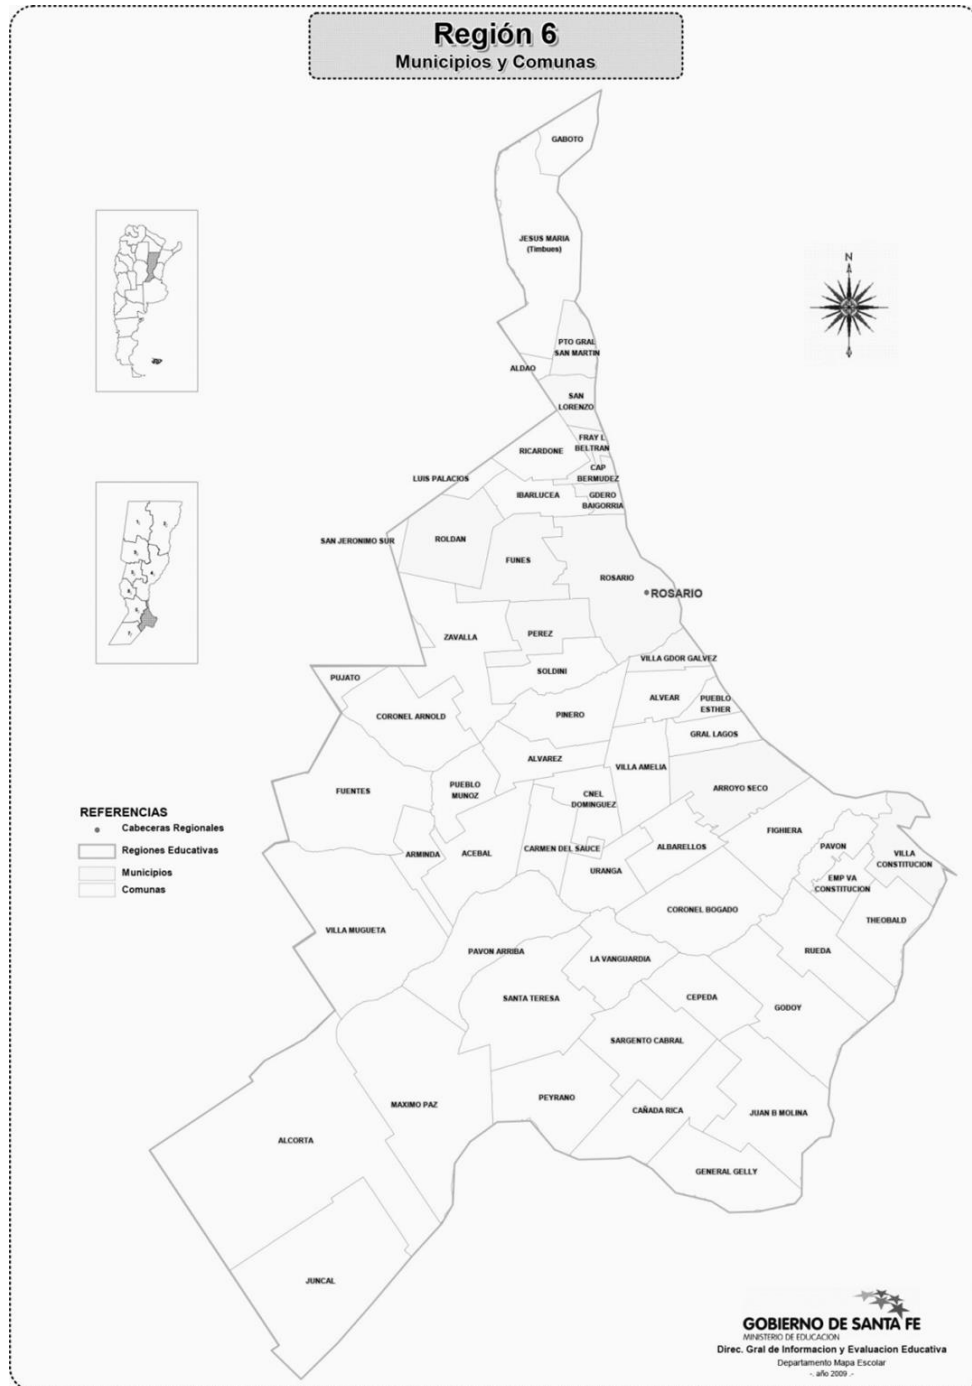 Región 6
Municipios y Comunas
GABOTO
JESUS MARIA
(Timbues)
N
PTO GRAL
SAN MARTIN
ALDAO
SAN
LORENZO
FRAY L
BELTRAN
RICARDONE
CAP
BERMUDEZ
LUIS PALACIOS
IBARLUCEA
GDERO
BAIGORRIA
SAN JERONIMO SUR
ROLDAN
FUNES
ROSARIO
ROSARIO
ZAVALLA
PEREZ
VILLA GDOR GALVEZ
SOLDINI
PUJATO
ALVEAR
PUEBLO
ESTHER
CORONEL ARNOLD
PINERO
GRAL LAGOS
ALVAREZ
VILLA AMELIA
FUENTES
PUEBLO
MUÑOZ
CNEL
DOMINGUEZ
ARROYO SECO
REFERENCIAS
Cabeceras Regionales
Regiones Educativas
Municipios
Comunas
FIGHIERA
PAVON
ARMINDA
ACEBAL
CARMEN DEL SAUCE
ALBARELLOS
VILLA
CONSTITUCION
URANGA
EMP VA
CONSTITUCION
CORONEL BOGADO
THEOBALD
VILLA MUGUETA
PAVON ARRIBA
LA VANGUARDIA
RUEDA
SANTA TERESA
CEPEDA
GODOY
SARGENTO CABRAL
PEYRANO
MAXIMO PAZ
CAÑADA RICA
JUAN B MOLINA
ALCORTA
GENERAL GELLY
JUNCAL
GOBIERNO DE SANTA FE
MINISTERIO DE EDUCACION
Direc. Gral de Informacion y Evaluacion Educativa
Departamento Mapa Escolar
-. año 2009 .-